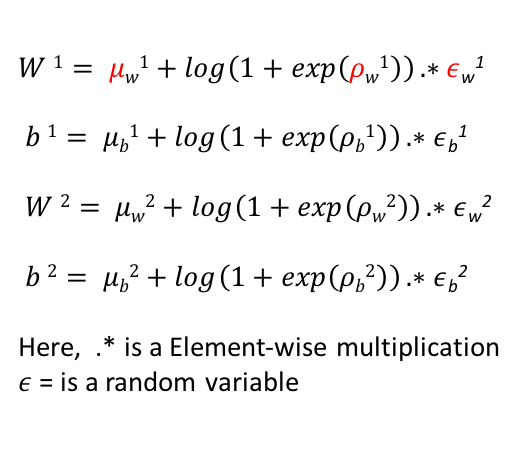 W ¹ = μ_w¹ + log(1 + exp(ρ_w¹)) .* ϵ_w¹
b ¹ = μ_b¹ + log(1 + exp(ρ_b¹)) .* ϵ_b¹
W ² = μ_w² + log(1 + exp(ρ_w²)) .* ϵ_w²
b ² = μ_b² + log(1 + exp(ρ_b²)) .* ϵ_b²
Here, .* is a Element-wise multiplication
ϵ = is a random variable